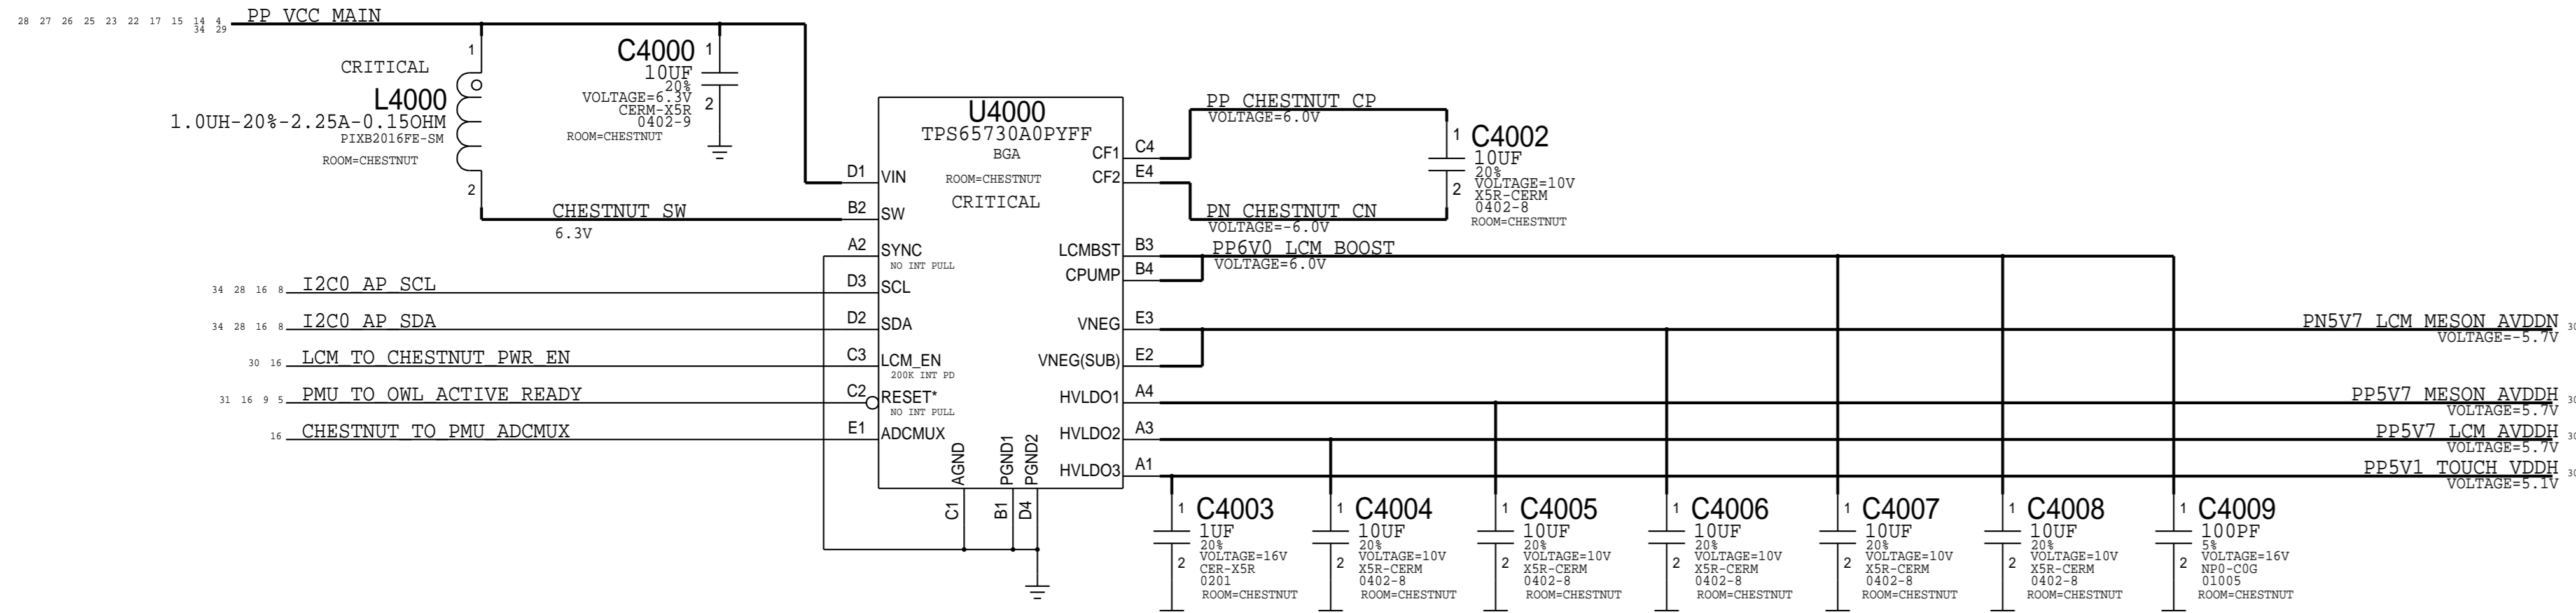 28 27 26 25 23 22 17 15 14 4
34 29
PP_VCC_MAIN
1
CRITICAL
L4000
1.0UH-20%-2.25A-0.15OHM
PIXB2016FE-SM
ROOM=CHESTNUT
2
C4000
1
10UF
20%
VOLTAGE=6.3V
CERM-X5R
0402-9
ROOM=CHESTNUT
2
CHESTNUT_SW
6.3V
34 28 16 8 I2C0_AP_SCL
34 28 16 8 I2C0_AP_SDA
30 16 LCM_TO_CHESTNUT_PWR_EN
31 16 9 5 PMU_TO_OWL_ACTIVE_READY
16 CHESTNUT_TO_PMU_ADCMUX
U4000
TPS65730A0PYFF
BGA
ROOM=CHESTNUT
CRITICAL
D1 VIN
B2 SW
A2 SYNC
NO INT PULL
D3 SCL
D2 SDA
C3 LCM_EN
200K INT PD
C2 RESET*
NO INT PULL
E1 ADCMUX
AGND
PGND1
PGND2
C1
B1
D4
CF1 C4
CF2 E4
LCMBST B3
CPUMP B4
VNEG E3
VNEG(SUB) E2
HVLDO1 A4
HVLDO2 A3
HVLDO3 A1
PP_CHESTNUT_CP
VOLTAGE=6.0V
PN_CHESTNUT_CN
VOLTAGE=-6.0V
PP6V0_LCM_BOOST
VOLTAGE=6.0V
1
C4002
10UF
20%
VOLTAGE=10V
X5R-CERM
0402-8
ROOM=CHESTNUT
2
PN5V7_LCM_MESON_AVDDN
VOLTAGE=-5.7V
PP5V7_MESON_AVDDH
VOLTAGE=5.7V
PP5V7_LCM_AVDDH
VOLTAGE=5.7V
PP5V1_TOUCH_VDDH
VOLTAGE=5.1V
1
C4003
1UF
20%
VOLTAGE=16V
CER-X5R
0201
ROOM=CHESTNUT
2
1
C4004
10UF
20%
VOLTAGE=10V
X5R-CERM
0402-8
ROOM=CHESTNUT
2
1
C4005
10UF
20%
VOLTAGE=10V
X5R-CERM
0402-8
ROOM=CHESTNUT
2
1
C4006
10UF
20%
VOLTAGE=10V
X5R-CERM
0402-8
ROOM=CHESTNUT
2
1
C4007
10UF
20%
VOLTAGE=10V
X5R-CERM
0402-8
ROOM=CHESTNUT
2
1
C4008
10UF
20%
VOLTAGE=10V
X5R-CERM
0402-8
ROOM=CHESTNUT
2
1
C4009
100PF
5%
VOLTAGE=16V
NP0-C0G
01005
ROOM=CHESTNUT
2